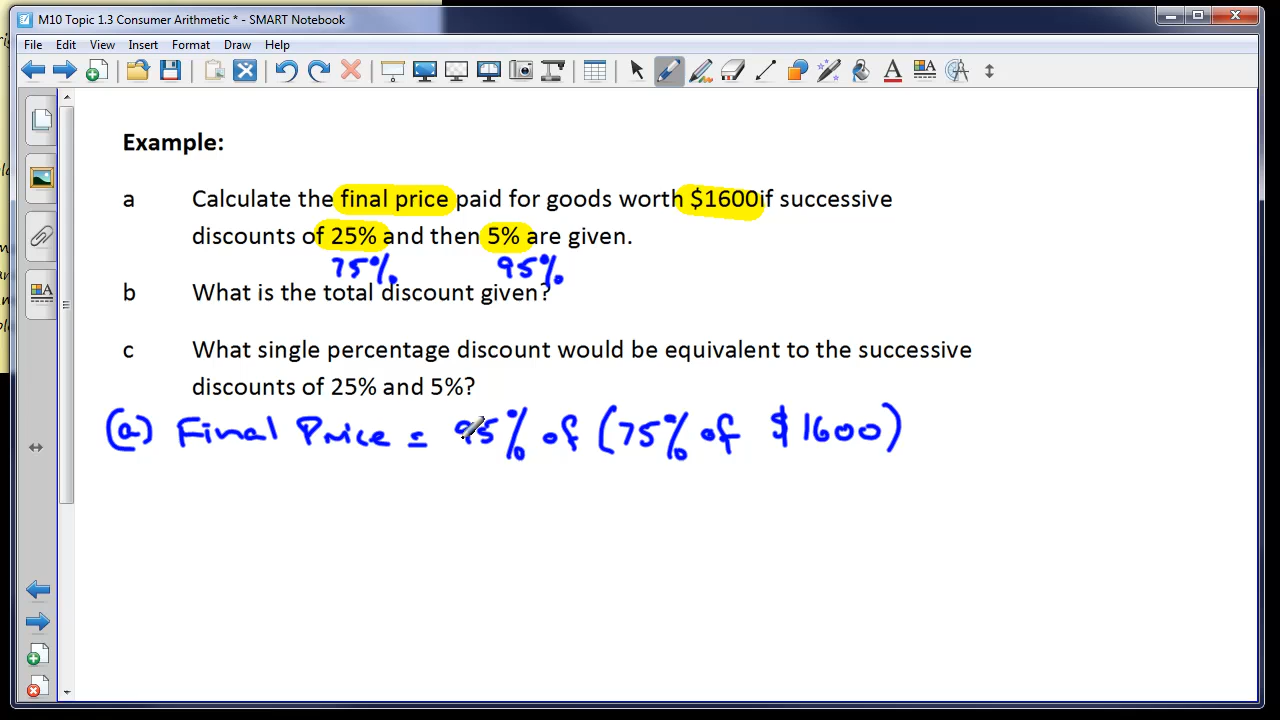 M10 Topic 1.3 Consumer Arithmetic * - SMART Notebook
File Edit View Insert Format Draw Help
Example:
a Calculate the final price paid for goods worth $1600if successive
discounts of 25% and then 5% are given.
75% 95%
b What is the total discount given?
c What single percentage discount would be equivalent to the successive
discounts of 25% and 5%?
(a) Final Price = 95% of (75% of $1600)